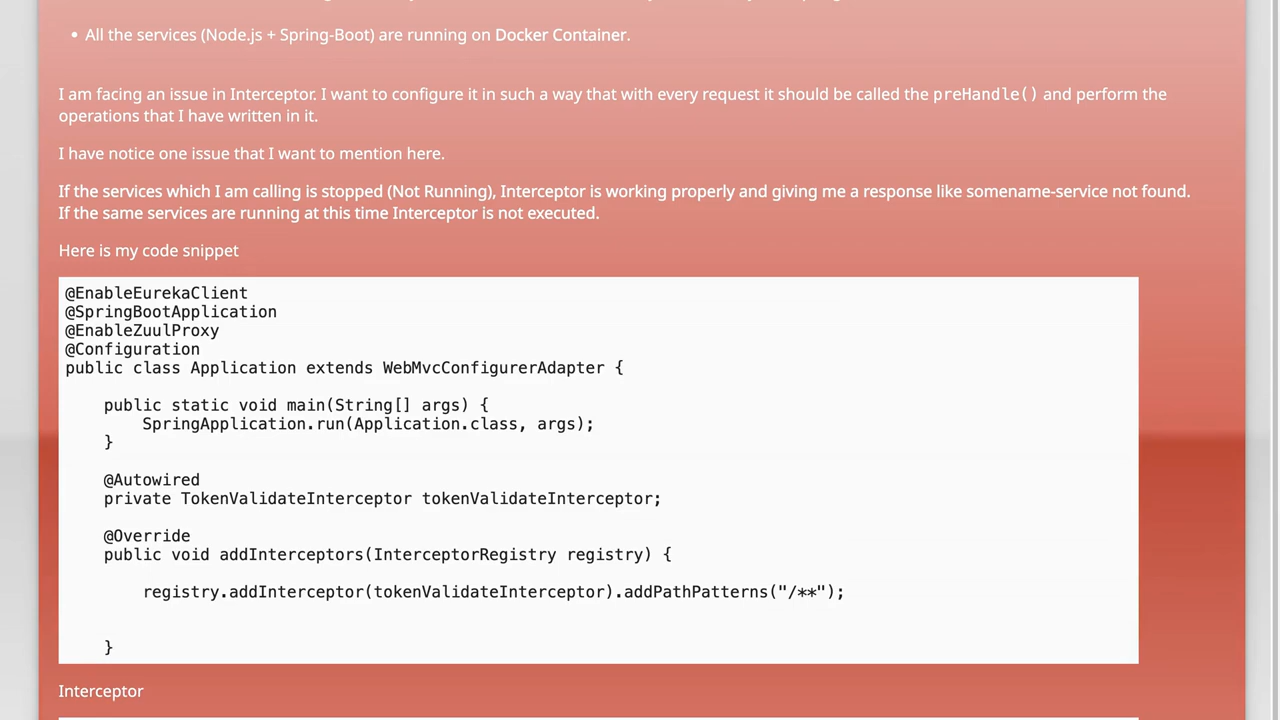 • All the services (Node.js + Spring-Boot) are running on Docker Container.
I am facing an issue in Interceptor. I want to configure it in such a way that with every request it should be called the preHandle() and perform the
operations that I have written in it.
I have notice one issue that I want to mention here.
If the services which I am calling is stopped (Not Running), Interceptor is working properly and giving me a response like somename-service not found.
If the same services are running at this time Interceptor is not executed.
Here is my code snippet
@EnableEurekaClient
@SpringBootApplication
@EnableZuulProxy
@Configuration
public class Application extends WebMvcConfigurerAdapter {
    public static void main(String[] args) {
        SpringApplication.run(Application.class, args);
    }
    @Autowired
    private TokenValidateInterceptor tokenValidateInterceptor;
    @Override
    public void addInterceptors(InterceptorRegistry registry) {
        registry.addInterceptor(tokenValidateInterceptor).addPathPatterns("/**");
    }
Interceptor